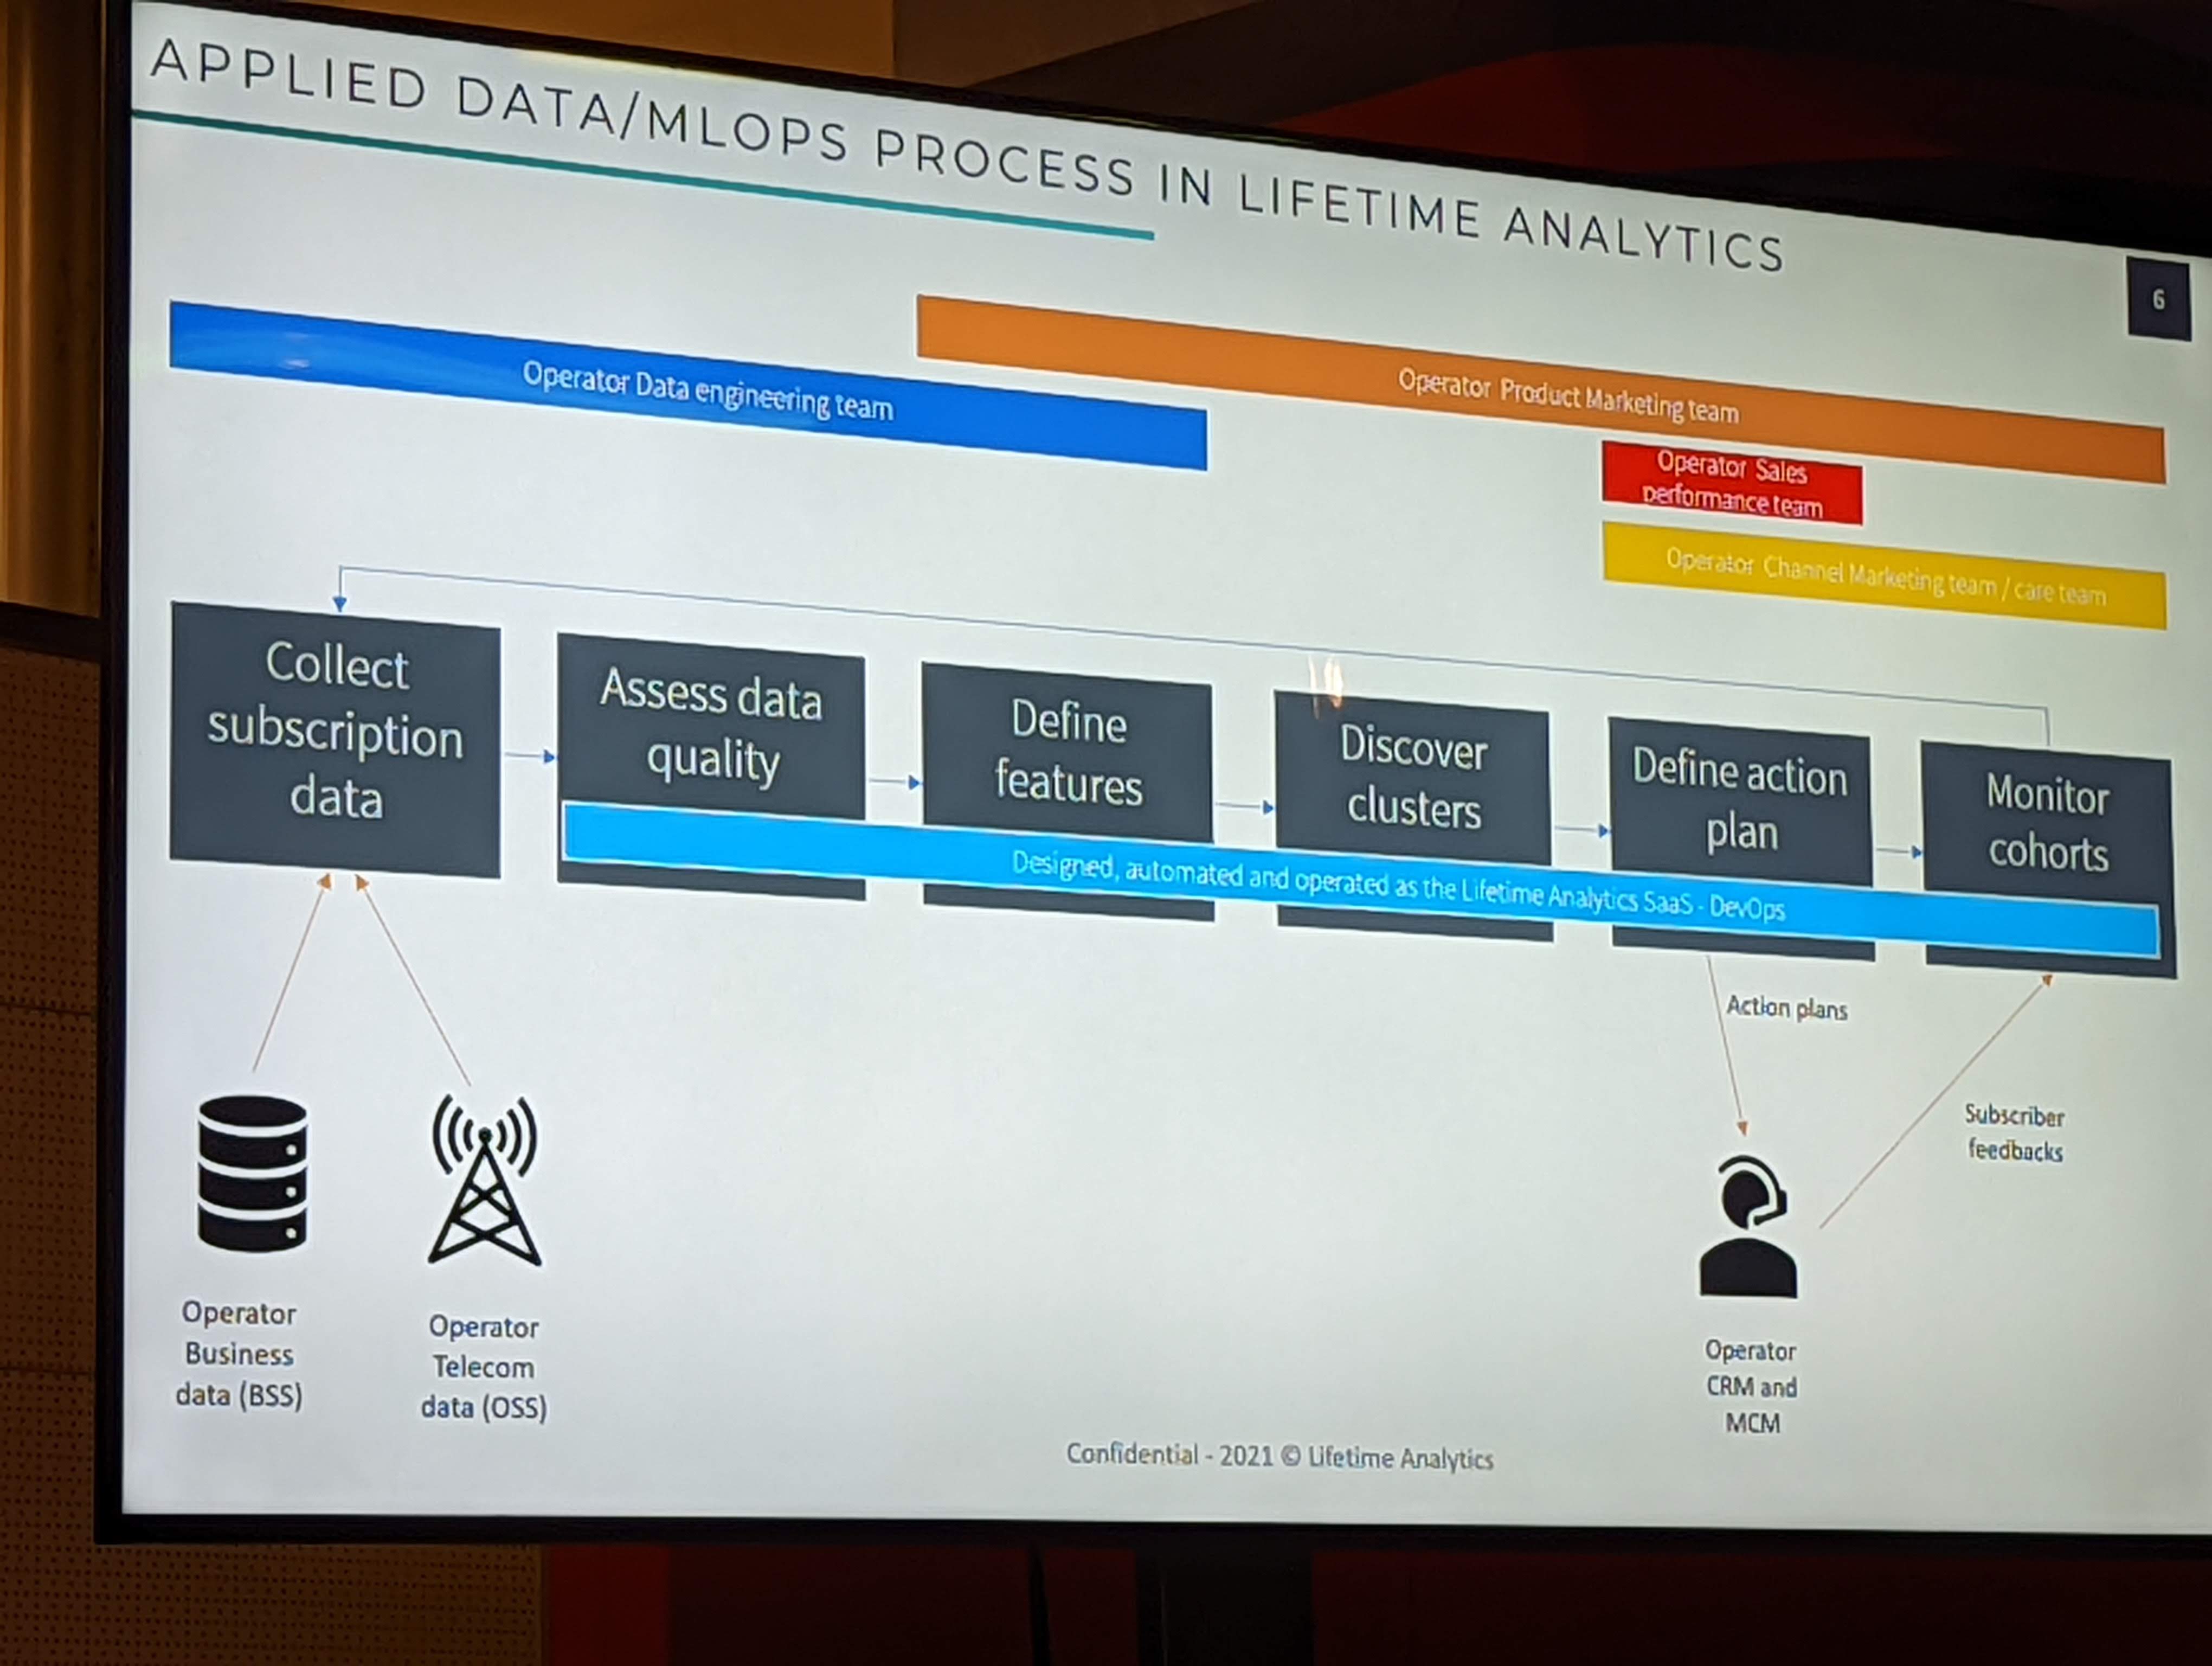 APPLIED DATA/MLOPS PROCESS IN LIFETIME ANALYTICS
6
Operator Data engineering team
Operator Product Marketing team
Operator Sales
performance team
Operator Channel Marketing team / care team
Collect
subscription
data
Assess data
quality
Define
features
Discover
clusters
Define action
plan
Monitor
cohorts
Designed, automated and operated as the Lifetime Analytics SaaS - DevOps
Action plans
Subscriber
feedbacks
Operator
Business
data (BSS)
Operator
Telecom
data (OSS)
Operator
CRM and
MCM
Confidential - 2021 © Lifetime Analytics